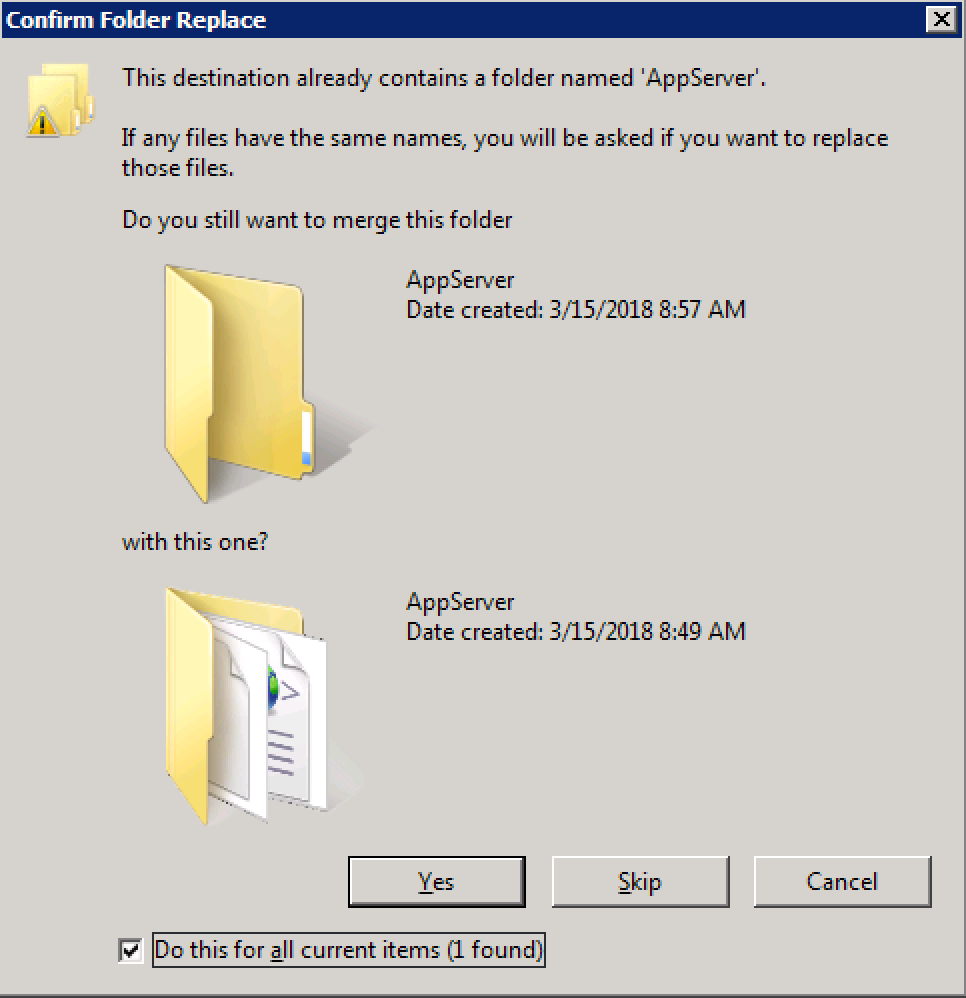 Confirm Folder Replace
This destination already contains a folder named 'AppServer'.
If any files have the same names, you will be asked if you want to replace
those files.
Do you still want to merge this folder
AppServer
Date created: 3/15/2018 8:57 AM
with this one?
AppServer
Date created: 3/15/2018 8:49 AM
Yes Skip Cancel
Do this for all current items (1 found)